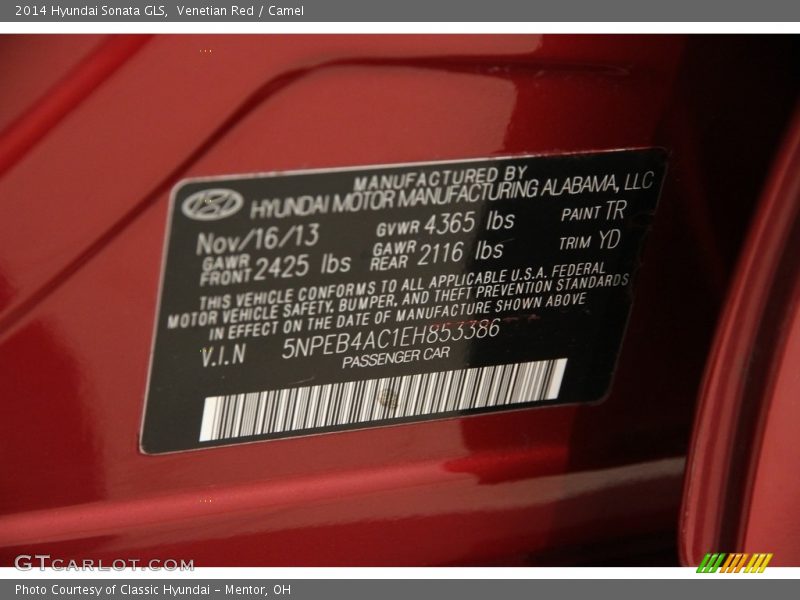 2014 Hyundai Sonata GLS,  Venetian Red / Camel
MANUFACTURED BY
HYUNDAI MOTOR MANUFACTURING ALABAMA, LLC
Nov/16/13 GVWR 4365 lbs PAINT TR
GAWR FRONT 2425 lbs GAWR REAR 2116 lbs TRIM YD
THIS VEHICLE CONFORMS TO ALL APPLICABLE U.S.A. FEDERAL
MOTOR VEHICLE SAFETY, BUMPER, AND THEFT PREVENTION STANDARDS
IN EFFECT ON THE DATE OF MANUFACTURE SHOWN ABOVE
V.I.N 5NPEB4AC1EH853386
PASSENGER CAR
GTCARLOT.COM
Photo Courtesy of Classic Hyundai - Mentor, OH